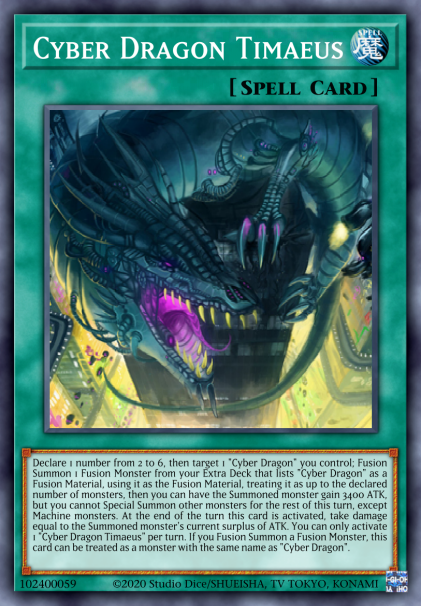 CYBER DRAGON TIMAEUS
SPELL
魔
[SPELL CARD]
Declare 1 number from 2 to 6, then target 1 "Cyber Dragon" you control; Fusion
Summon 1 Fusion Monster from your Extra Deck that lists "Cyber Dragon" as a
Fusion Material, using it as the Fusion Material, treating it as up to the declared
number of monsters, then you can have the Summoned monster gain 3400 ATK,
but you cannot Special Summon other monsters for the rest of this turn, except
Machine monsters. At the end of the turn this card is activated, take damage
equal to the Summoned monster's current surplus of ATK. You can only activate
1 "Cyber Dragon Timaeus" per turn. If you Fusion Summon a Fusion Monster, this
card can be treated as a monster with the same name as "Cyber Dragon".
102400059
©2020 Studio Dice/SHUEISHA, TV TOKYO, KONAMI